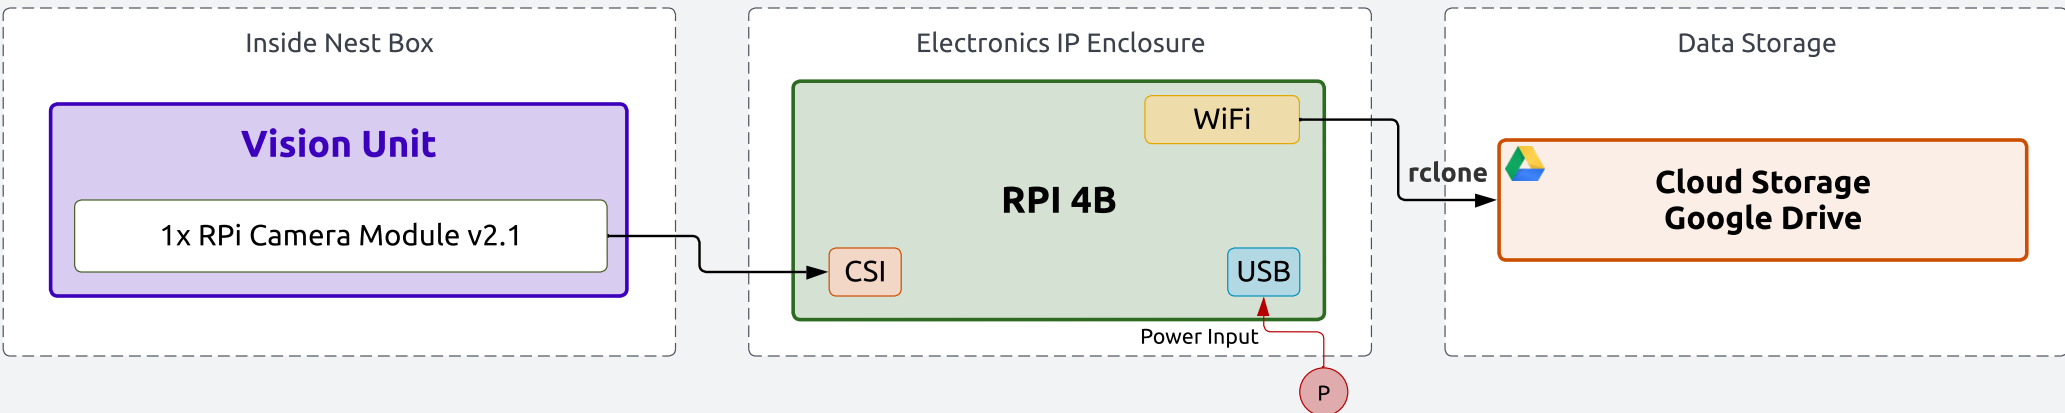 Inside Nest Box
Vision Unit
1x RPi Camera Module v2.1
Electronics IP Enclosure
WiFi
RPI 4B
CSI
USB
Power Input
P
rclone
Data Storage
Cloud Storage
Google Drive